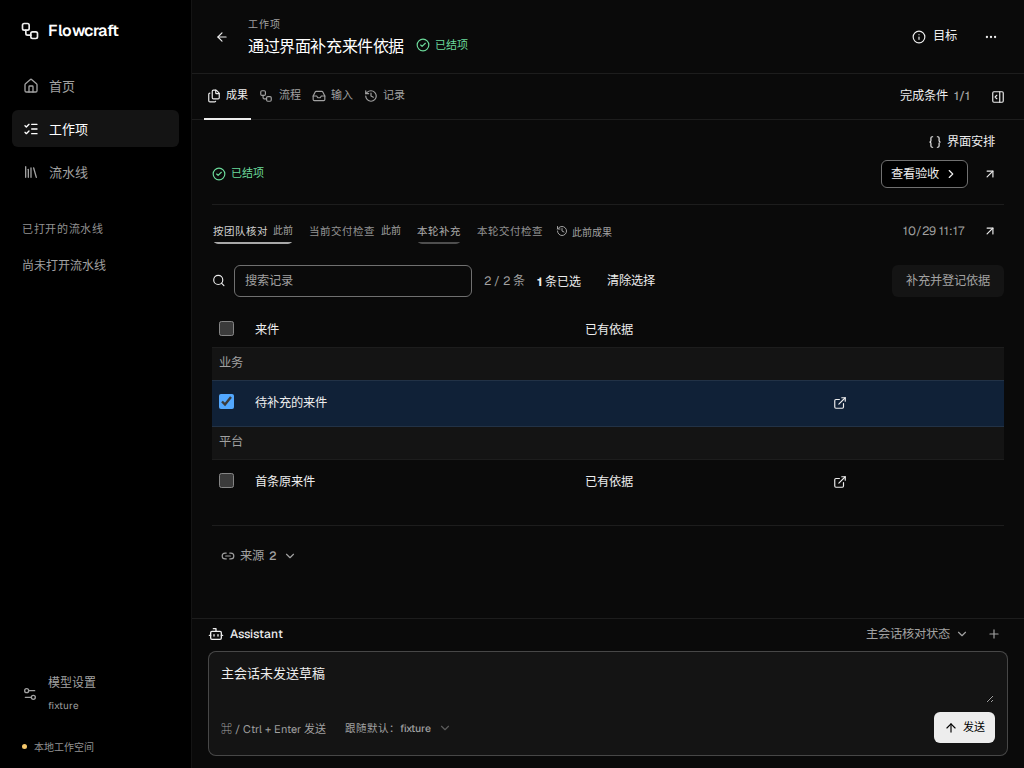 Flowcraft
首页
工作项
流水线
已打开的流水线
尚未打开流水线
模型设置
fixture
本地工作空间
工作项
通过界面补充来件依据 已结项
目标
成果 流程 输入 记录
完成条件 1/1
界面安排
已结项
查看验收
按团队核对 此前 当前交付检查 此前 本轮补充 本轮交付检查 此前成果
10/29 11:17
搜索记录 2 / 2 条 1 条已选 清除选择 补充并登记依据
来件 已有依据
业务
待补充的来件
平台
首条原来件 已有依据
来源 2
Assistant 主会话核对状态
主会话未发送草稿
⌘ / Ctrl + Enter 发送 跟随默认：fixture 发送